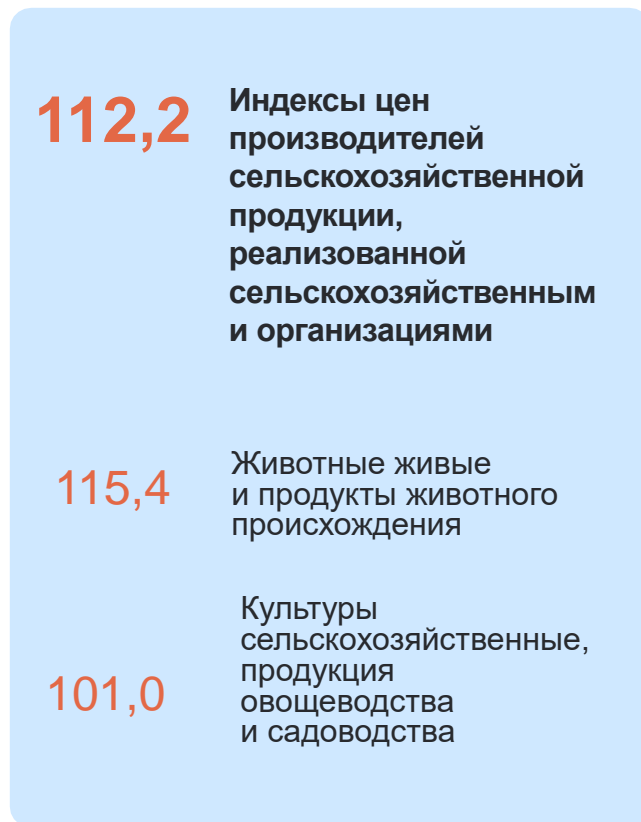 112,2
Индексы цен
производителей
сельскохозяйственной
продукции,
реализованной
сельскохозяйственным
и организациями
115,4
Животные живые
и продукты животного
происхождения
101,0
Культуры
сельскохозяйственные,
продукция
овощеводства
и садоводства